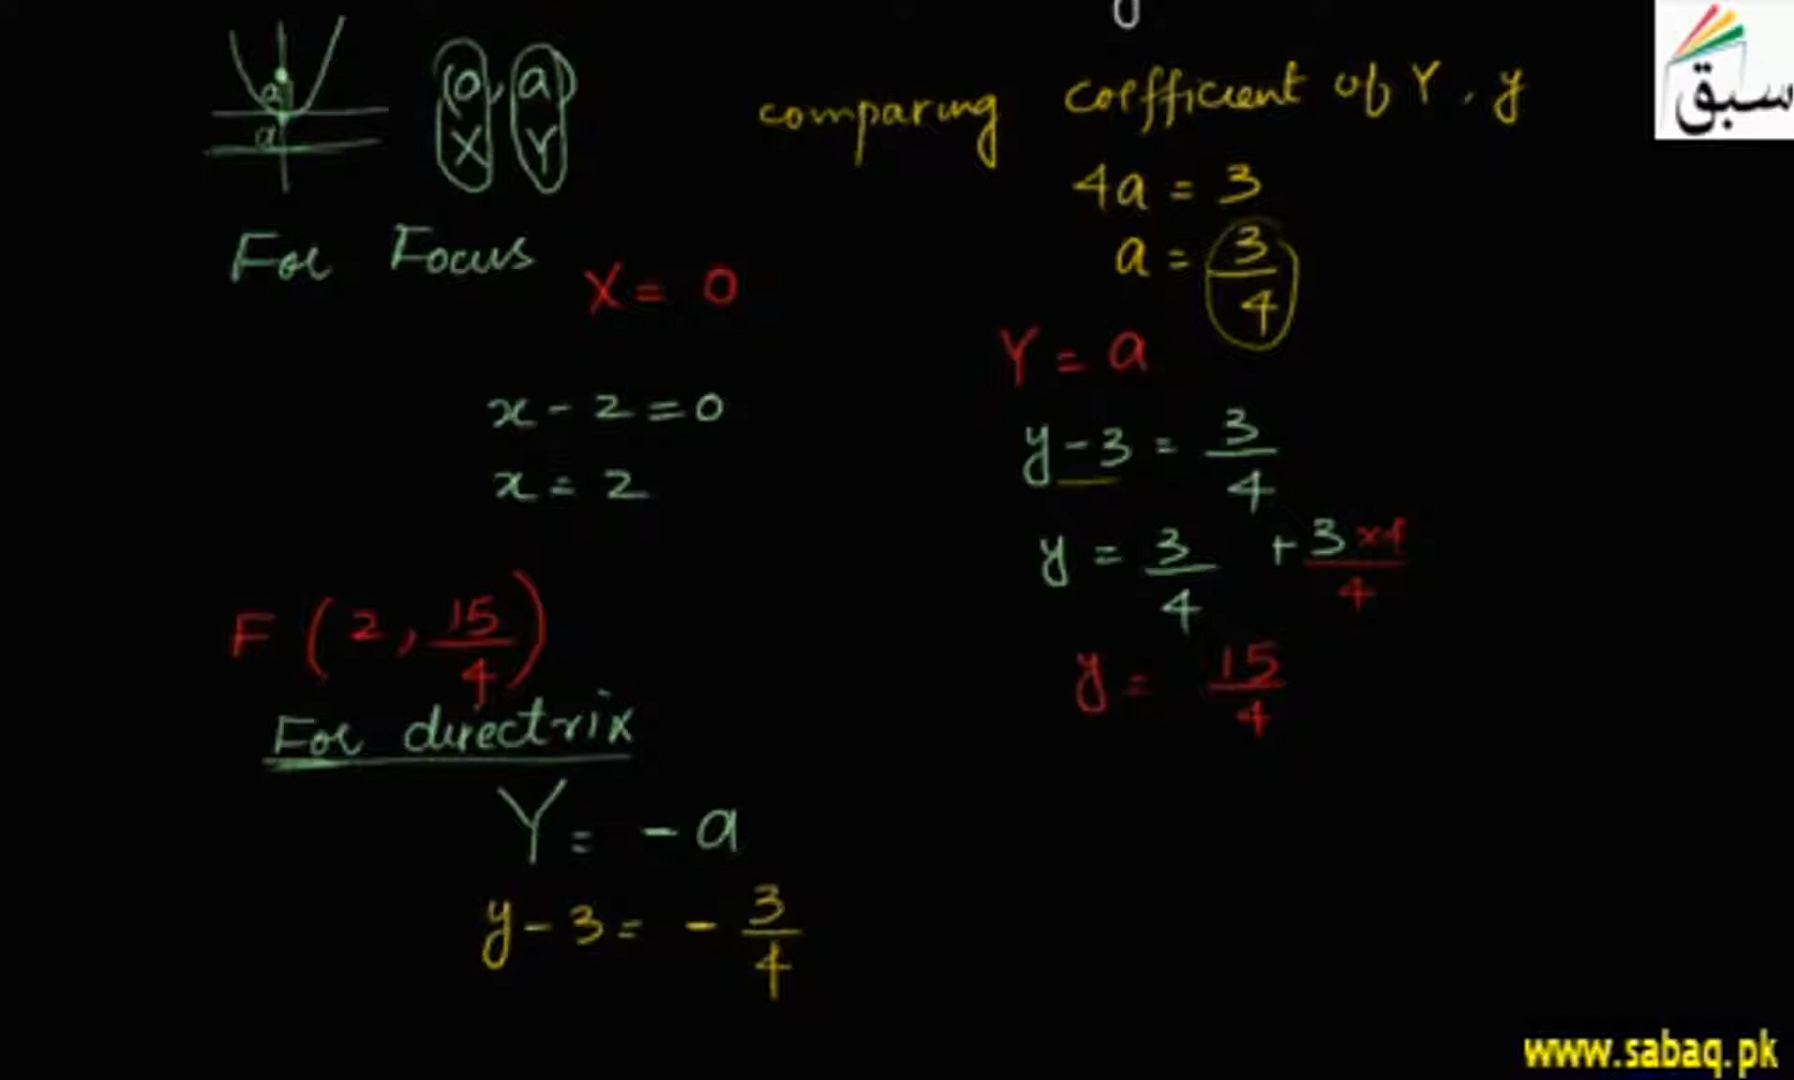 a
a
(0, a)
X Y
comparing coefficient of Y, y
4a = 3
a = 3/4
For Focus
X = 0
x - 2 = 0
x = 2
Y = a
y - 3 = 3/4
y = 3/4 + 3×4/4
y = 15/4
F (2, 15/4)
For directrix
Y = - a
y - 3 = - 3/4
سبق
www.sabaq.pk